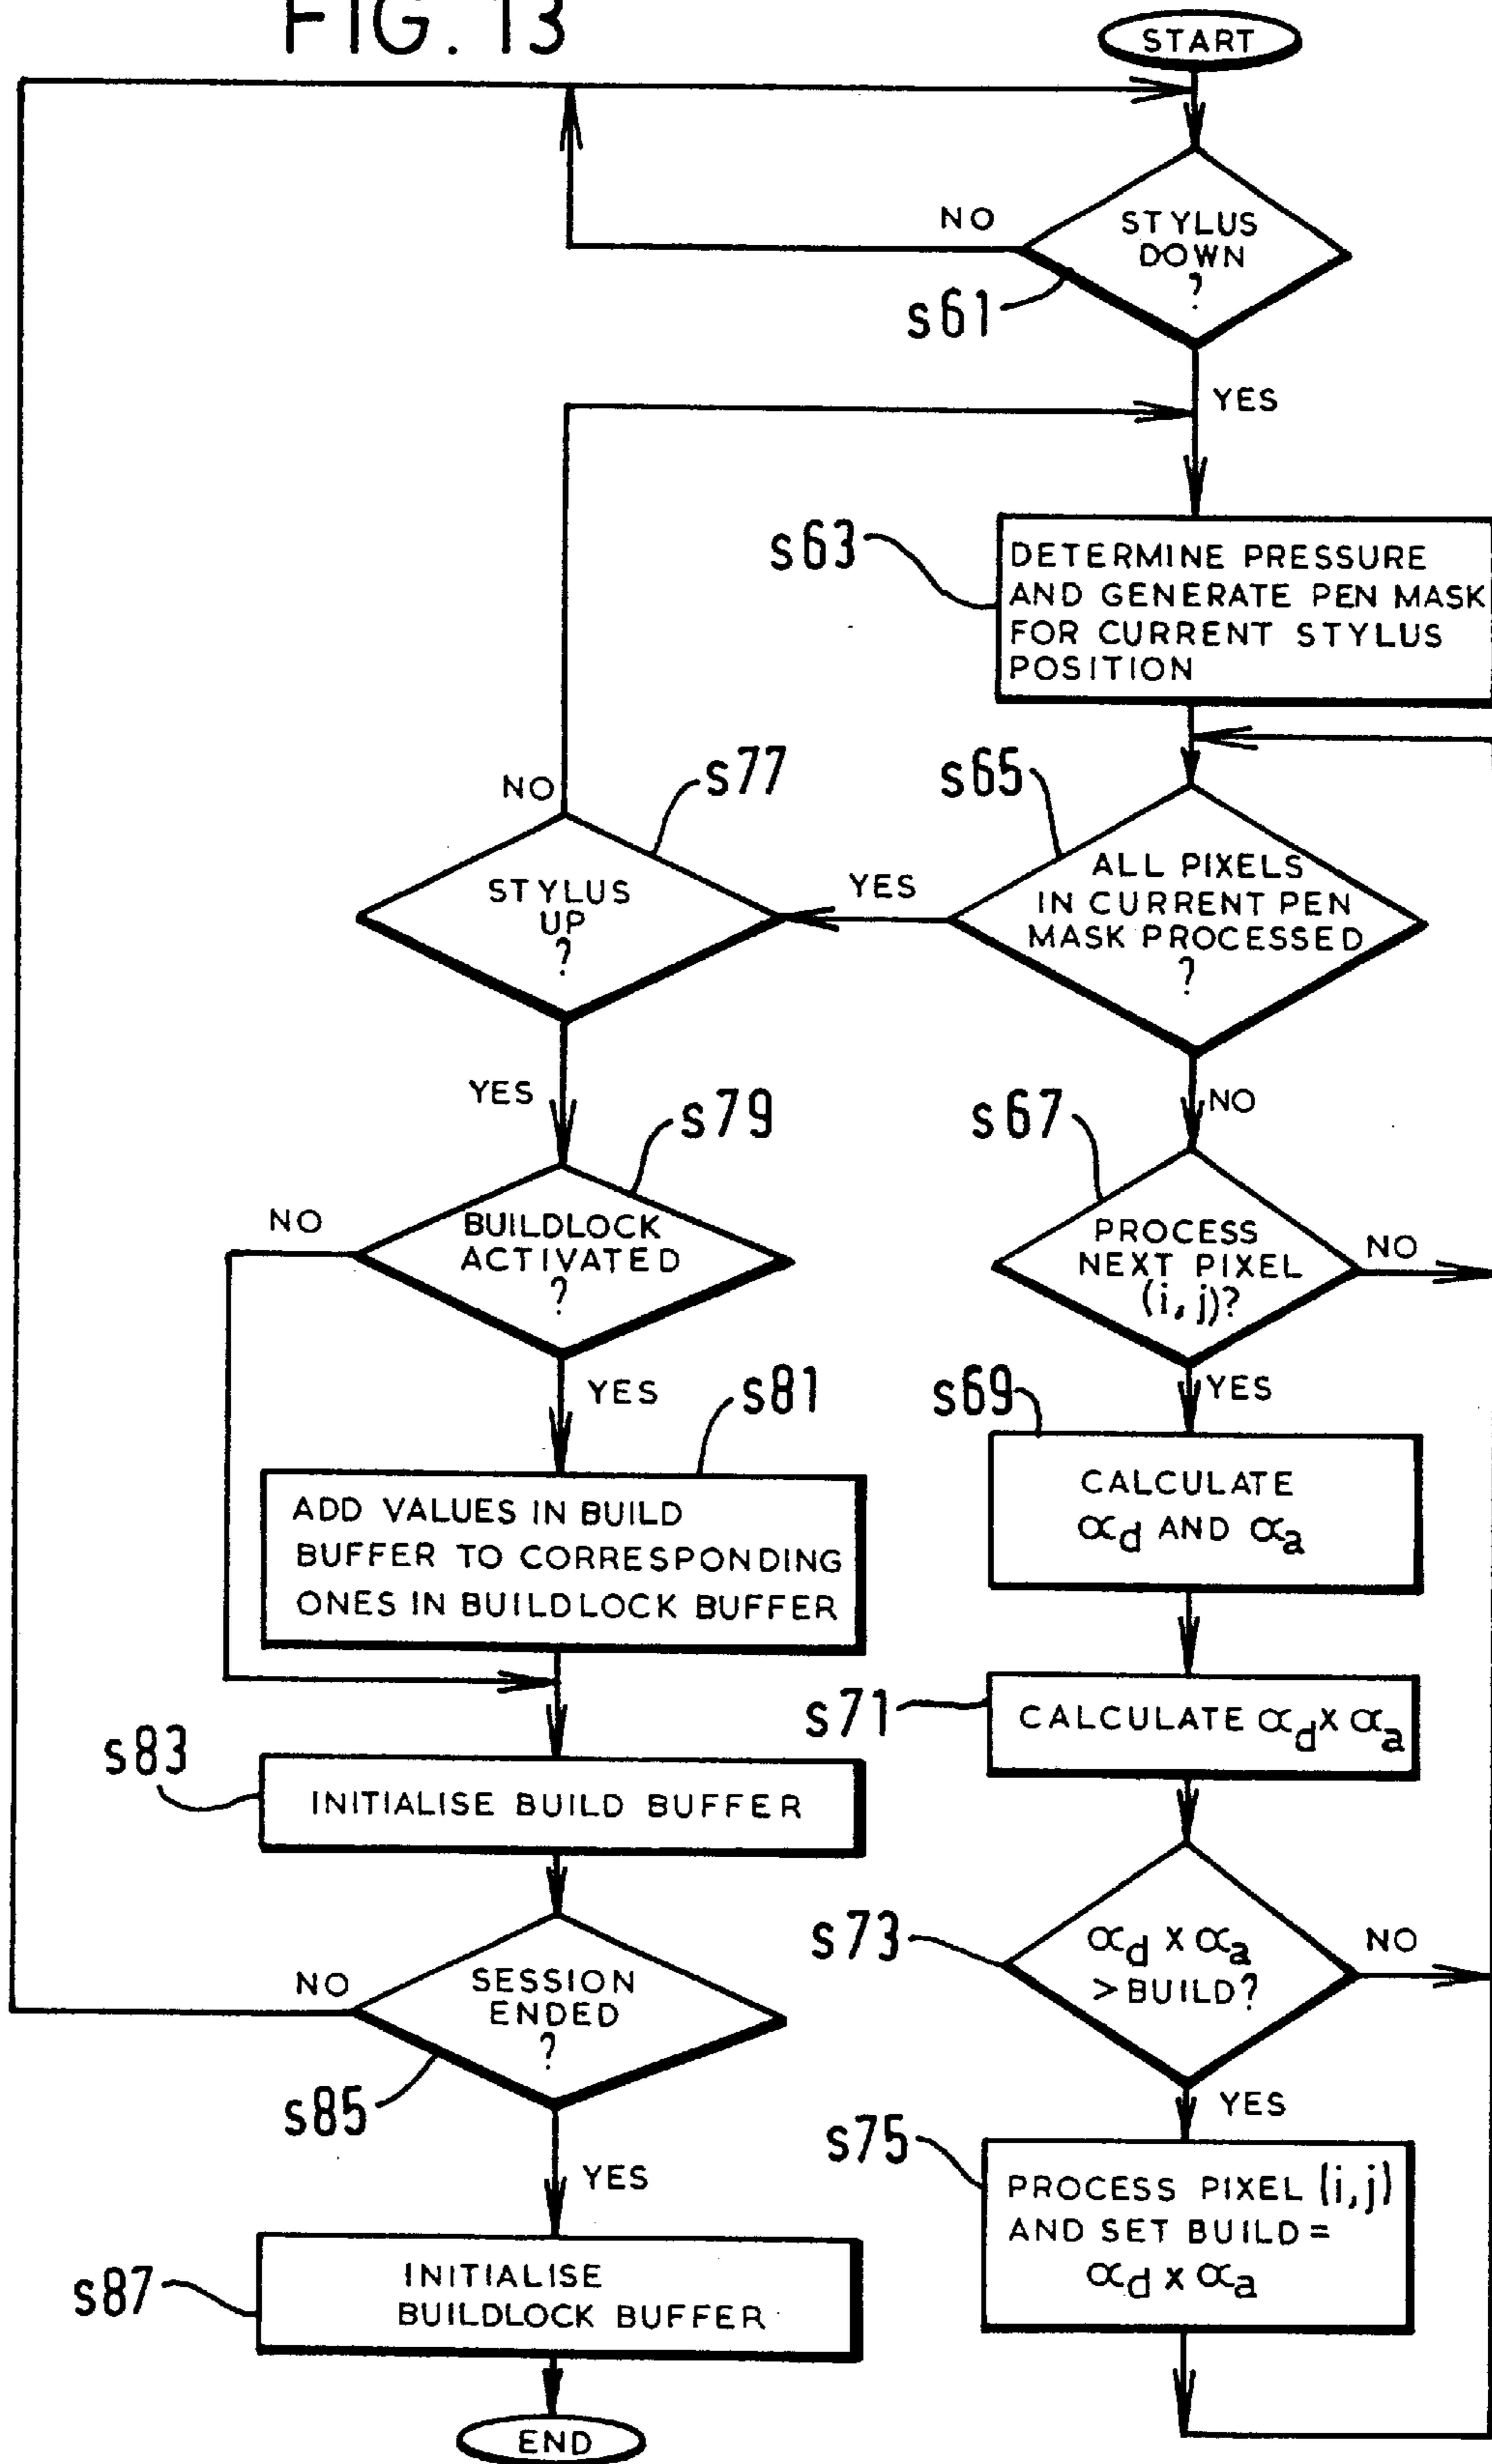 FIG. 13
START
STYLUS
DOWN
?
NO
s61
YES
s63
DETERMINE PRESSURE
AND GENERATE PEN MASK
FOR CURRENT STYLUS
POSITION
s65
ALL PIXELS
IN CURRENT PEN
MASK PROCESSED
?
YES
NO
s77
NO
STYLUS
UP
?
YES
s67
PROCESS
NEXT PIXEL
(i, j)?
NO
YES
s79
BUILDLOCK
ACTIVATED
?
NO
YES
s69
CALCULATE
αd AND αa
s81
ADD VALUES IN BUILD
BUFFER TO CORRESPONDING
ONES IN BUILDLOCK BUFFER
s71
CALCULATE αd x αa
s83
INITIALISE BUILD BUFFER
s73
αd x αa
> BUILD?
NO
YES
SESSION
ENDED
?
NO
s85
YES
s75
PROCESS PIXEL (i,j)
AND SET BUILD =
αd x αa
s87
INITIALISE
BUILDLOCK BUFFER
END